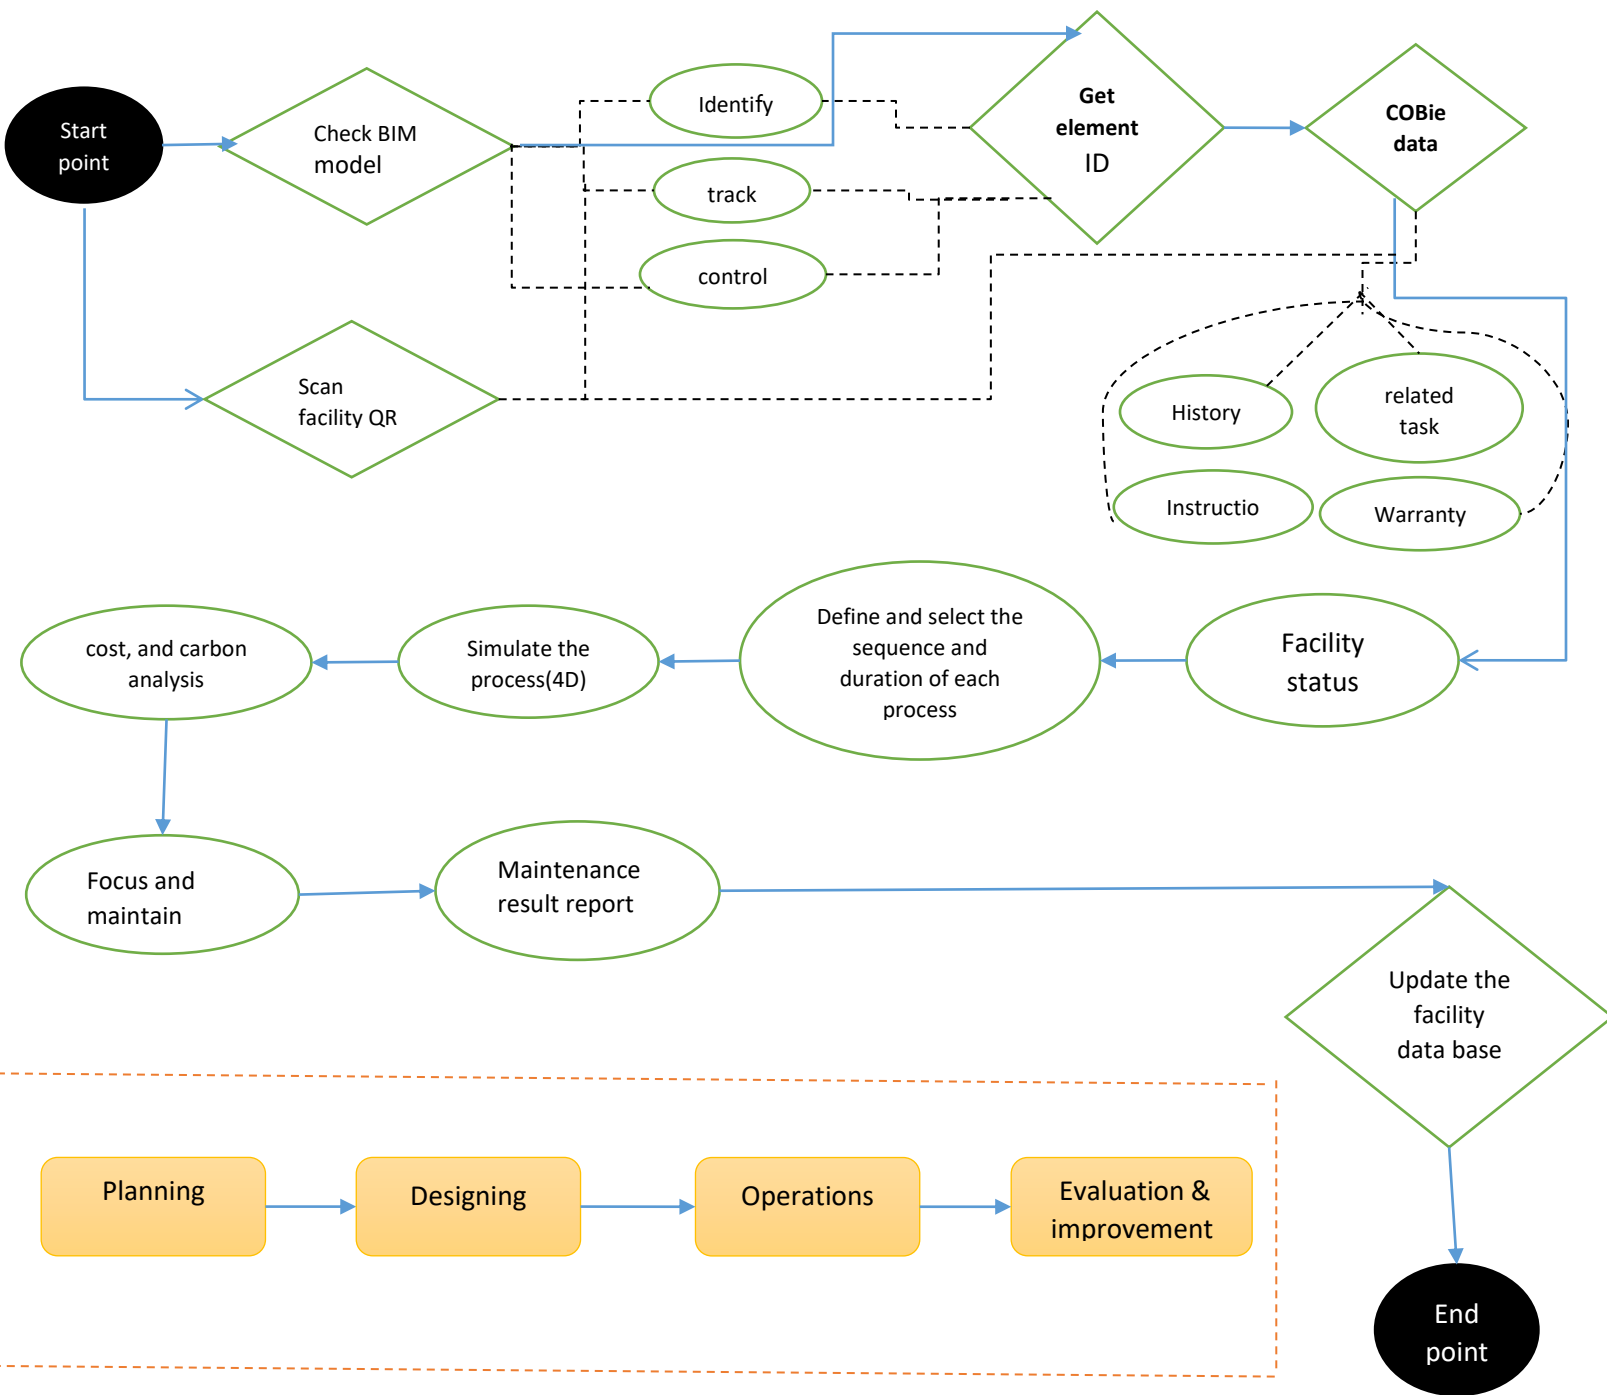 Start
point
Check BIM
model
Identify
track
control
Get
element
ID
COBie
data
Scan
facility QR
History
related
task
Instructio
Warranty
Facility
status
Define and select the
sequence and
duration of each
process
Simulate the
process(4D)
cost, and carbon
analysis
Focus and
maintain
Maintenance
result report
Update the
facility
data base
Planning
Designing
Operations
Evaluation &
improvement
End
point